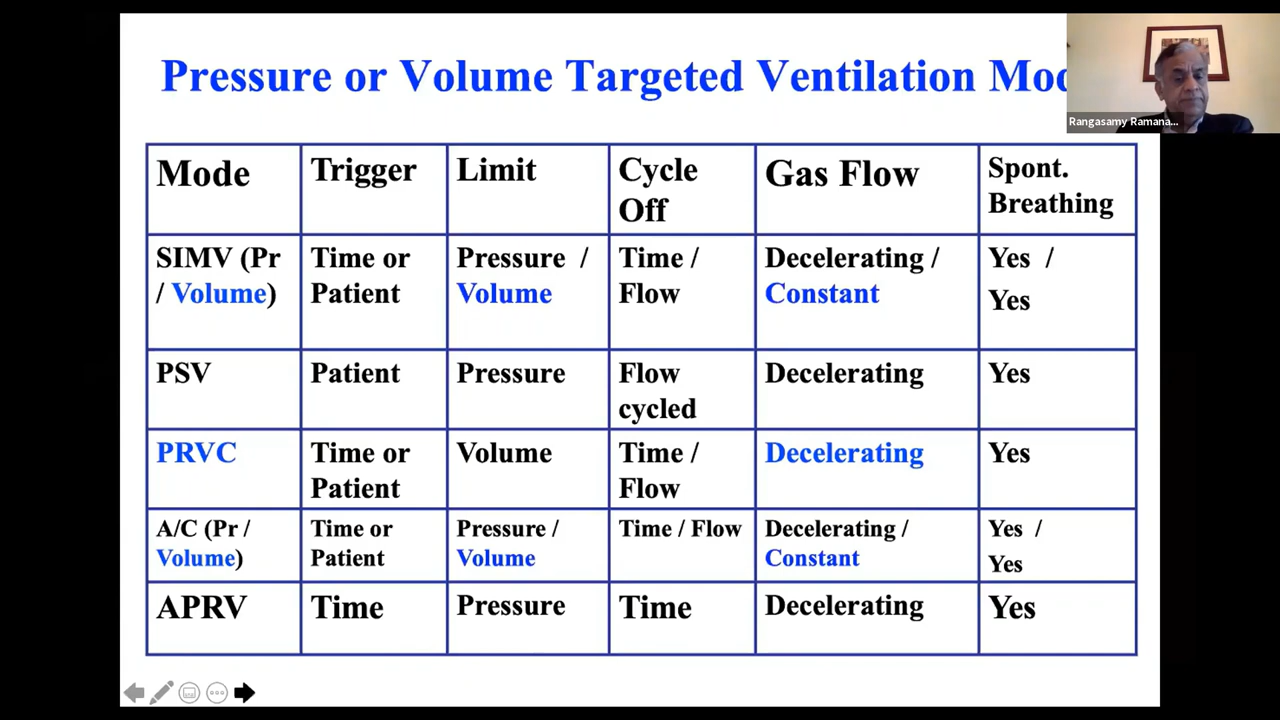 Pressure or Volume Targeted Ventilation
Rangasamy Ramana...
Mode Trigger Limit Cycle Off Gas Flow Spont. Breathing
SIMV (Pr / Volume) Time or Patient Pressure / Volume Time / Flow Decelerating / Constant Yes / Yes
PSV Patient Pressure Flow cycled Decelerating Yes
PRVC Time or Patient Volume Time / Flow Decelerating Yes
A/C (Pr / Volume) Time or Patient Pressure / Volume Time / Flow Decelerating / Constant Yes / Yes
APRV Time Pressure Time Decelerating Yes